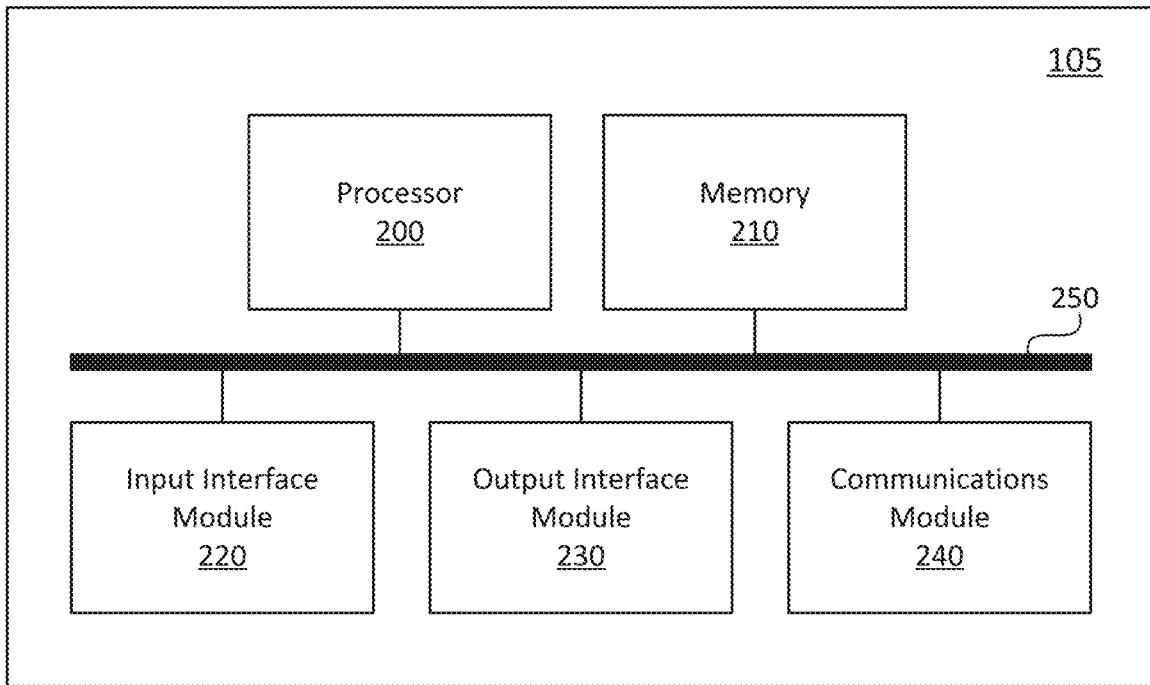 105
Processor
200
Memory
210
250
Input Interface
Module
220
Output Interface
Module
230
Communications
Module
240